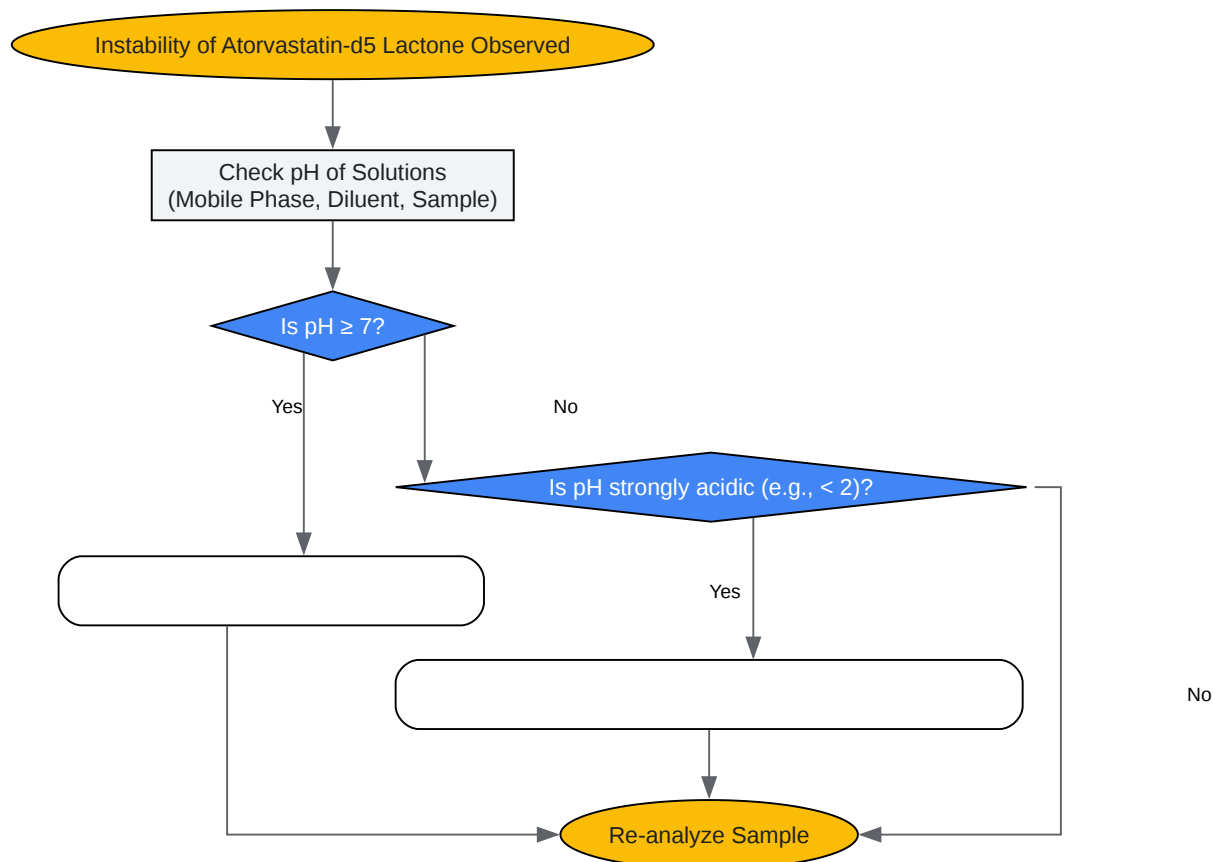 Instability of Atorvastatin-d5 Lactone Observed
Check pH of Solutions
(Mobile Phase, Diluent, Sample)
Is pH ≥ 7?
Yes
No
Is pH strongly acidic (e.g., < 2)?
Yes
No
Re-analyze Sample